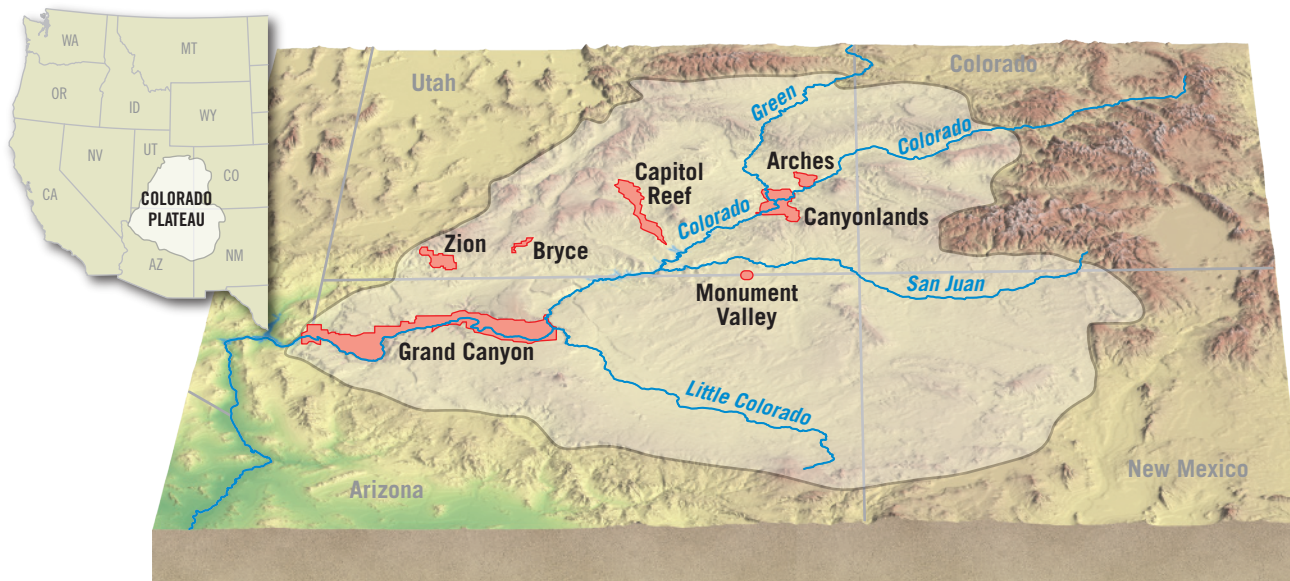 WA
MT
OR
ID
WY
NV
UT
CO
CA
COLORADO
PLATEAU
AZ
NM
Utah
Colorado
Green
Colorado
Arches
Capitol
Reef
Canyonlands
Colorado
Zion
Bryce
San Juan
Monument
Valley
Grand Canyon
Little Colorado
Arizona
New Mexico